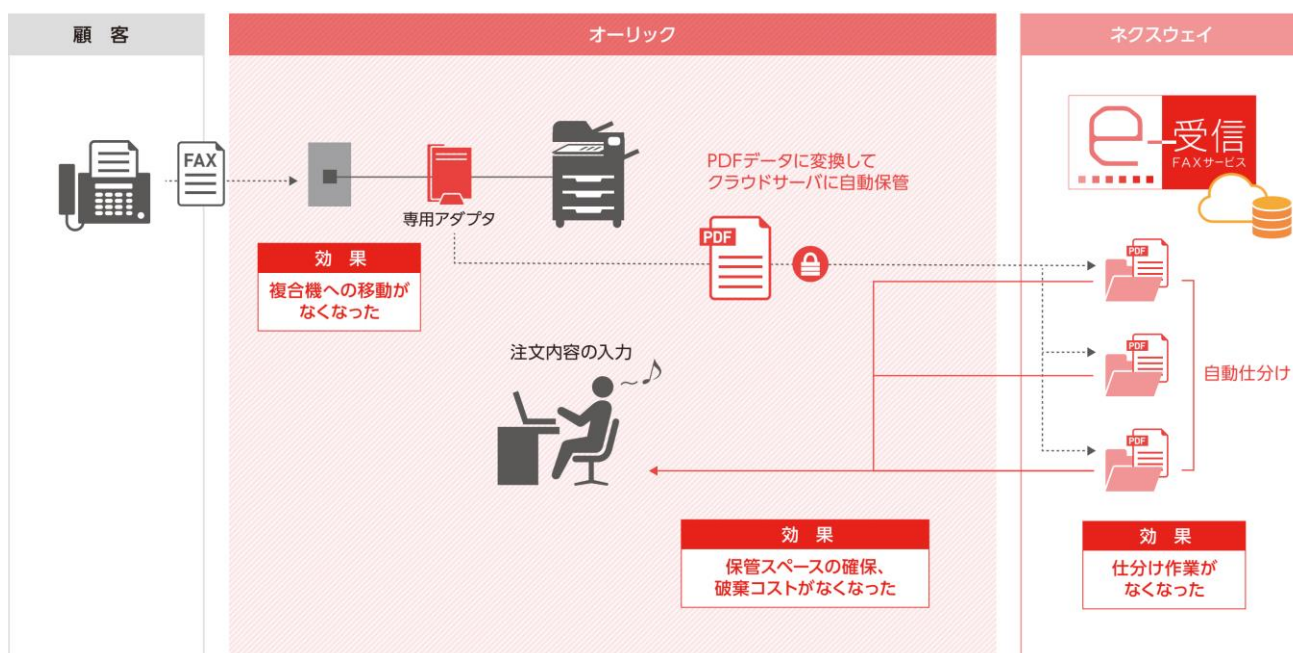 顧 客
オーリック
ネクスウェイ
FAX
専用アダプタ
PDFデータに変換して
クラウドサーバに自動保管
e-受信
FAXサービス
PDF
効 果
複合機への移動が
なくなった
PDF
注文内容の入力
PDF
自動仕分け
PDF
効 果
保管スペースの確保、
破棄コストがなくなった
効 果
仕分け作業が
なくなった